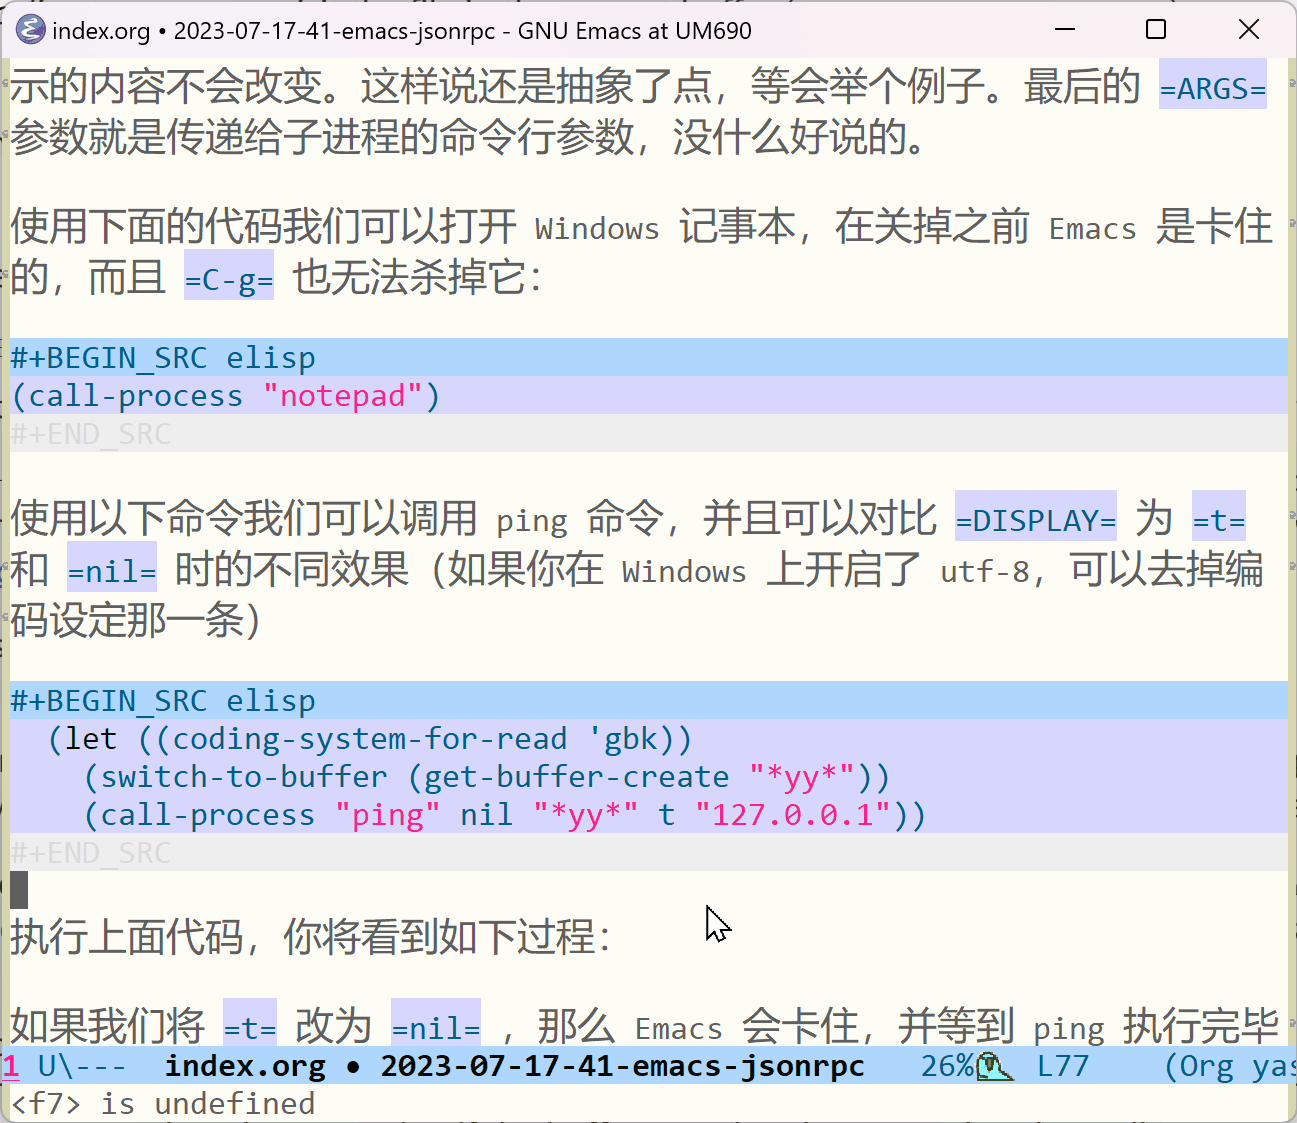 index.org • 2023-07-17-41-emacs-jsonrpc - GNU Emacs at UM690
示的内容不会改变。这样说还是抽象了点，等会举个例子。最后的 =ARGS=
参数就是传递给子进程的命令行参数，没什么好说的。
使用下面的代码我们可以打开 Windows 记事本，在关掉之前 Emacs 是卡住
的，而且 =C-g= 也无法杀掉它：
#+BEGIN_SRC elisp
(call-process "notepad")
#+END_SRC
使用以下命令我们可以调用 ping 命令，并且可以对比 =DISPLAY= 为 =t=
和 =nil= 时的不同效果（如果你在 Windows 上开启了 utf-8，可以去掉编
码设定那一条）
#+BEGIN_SRC elisp
(let ((coding-system-for-read 'gbk))
(switch-to-buffer (get-buffer-create "*yy*"))
(call-process "ping" nil "*yy*" t "127.0.0.1"))
#+END_SRC
执行上面代码，你将看到如下过程：
如果我们将 =t= 改为 =nil= ，那么 Emacs 会卡住，并等到 ping 执行完毕
1 U\--- index.org • 2023-07-17-41-emacs-jsonrpc 26% L77 (Org yas
<f7> is undefined